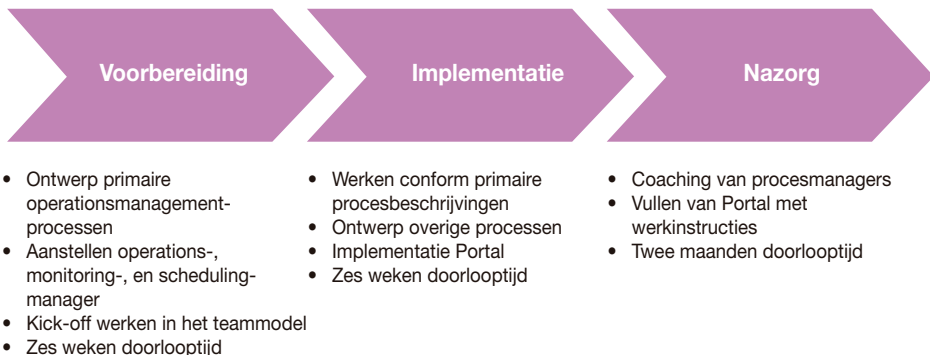 Voorbereiding
Implementatie
Nazorg
• Ontwerp primaire
operationsmanagement-
processen
• Aanstellen operations-,
monitoring-, en scheduling-
manager
• Kick-off werken in het teammodel
• Zes weken doorlooptijd
• Werken conform primaire
procesbeschrijvingen
• Ontwerp overige processen
• Implementatie Portal
• Zes weken doorlooptijd
• Coaching van procesmanagers
• Vullen van Portal met
werkinstructies
• Twee maanden doorlooptijd